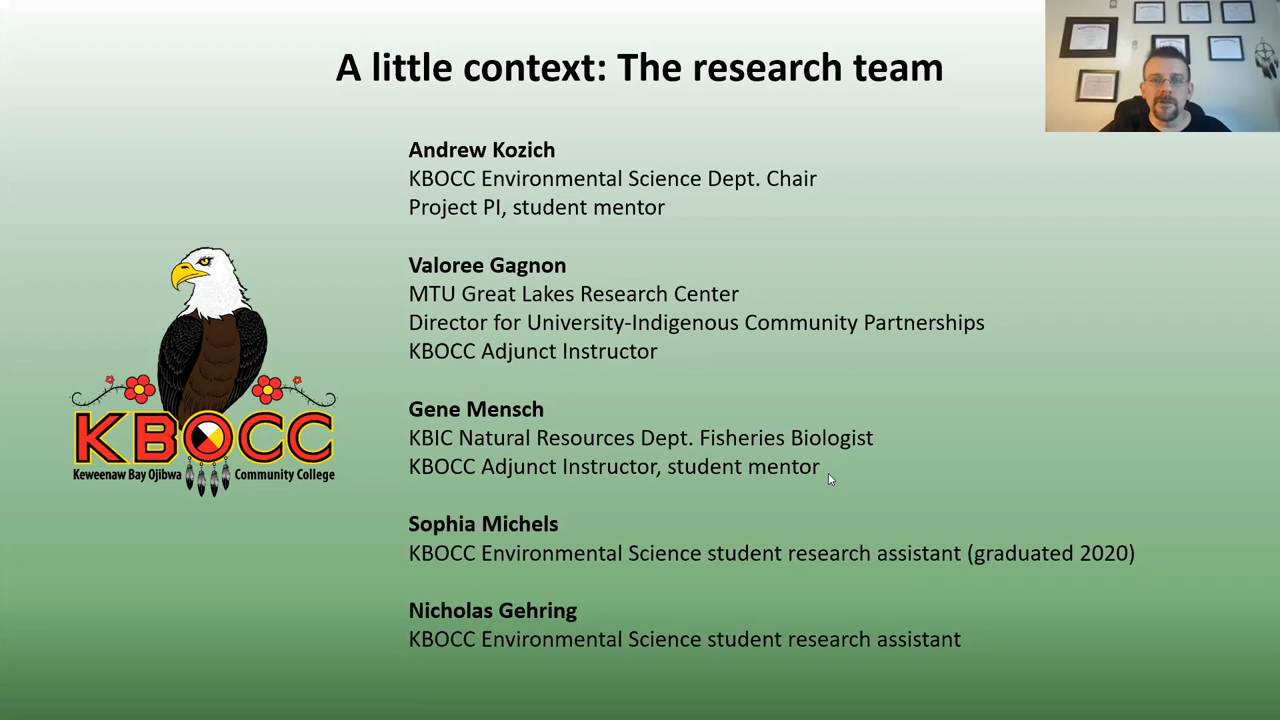 A little context: The research team
Andrew Kozich
KBOCC Environmental Science Dept. Chair
Project PI, student mentor
Valoree Gagnon
MTU Great Lakes Research Center
Director for University-Indigenous Community Partnerships
KBOCC Adjunct Instructor
Gene Mensch
KBIC Natural Resources Dept. Fisheries Biologist
KBOCC Adjunct Instructor, student mentor
Sophia Michels
KBOCC Environmental Science student research assistant (graduated 2020)
Nicholas Gehring
KBOCC Environmental Science student research assistant
KBOCC
Keweenaw Bay Ojibwa Community College